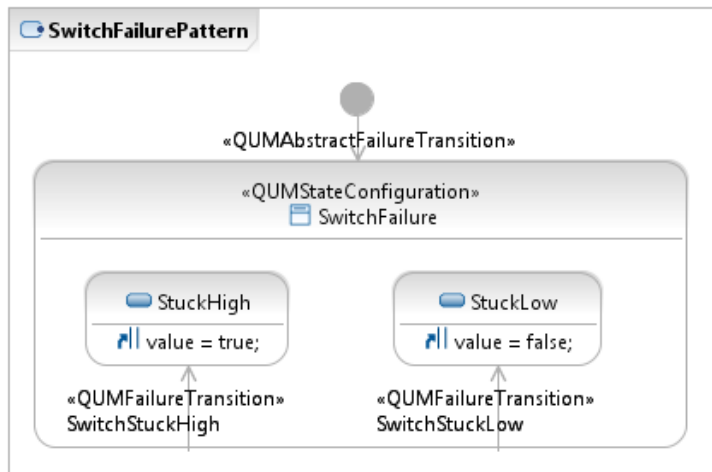 SwitchFailurePattern
«QUMAbstractFailureTransition»
«QUMStateConfiguration»
SwitchFailure
StuckHigh
value = true;
StuckLow
value = false;
«QUMFailureTransition»
SwitchStuckHigh
«QUMFailureTransition»
SwitchStuckLow